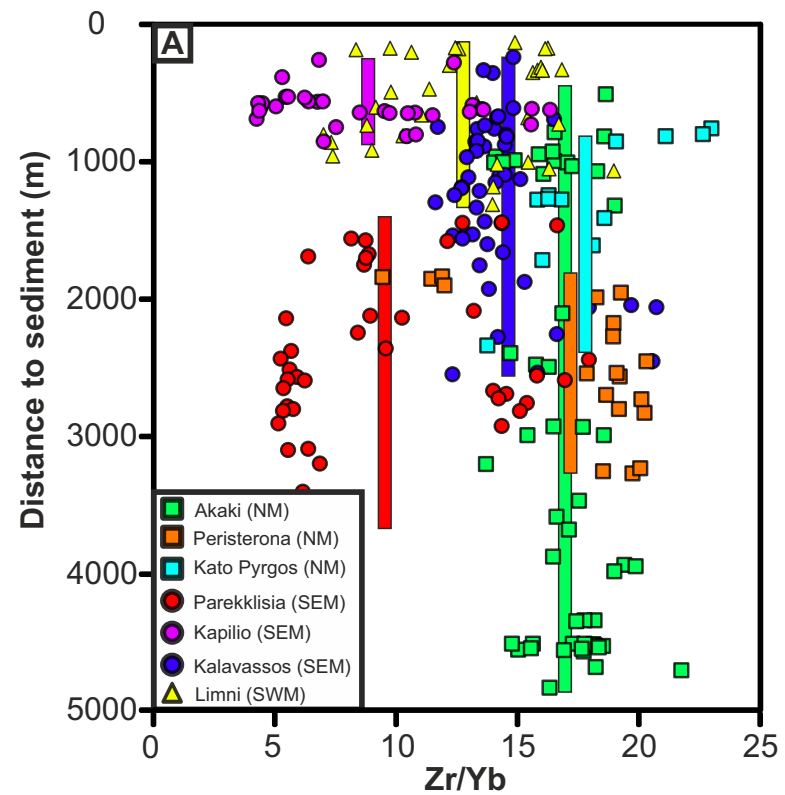 A
0
1000
2000
3000
4000
5000
Distance to sediment (m)
Akaki (NM)
Peristerona (NM)
Kato Pyrgos (NM)
Parekklisia (SEM)
Kapilio (SEM)
Kalavassos (SEM)
Limni (SWM)
0 5 10 15 20 25
Zr/Yb